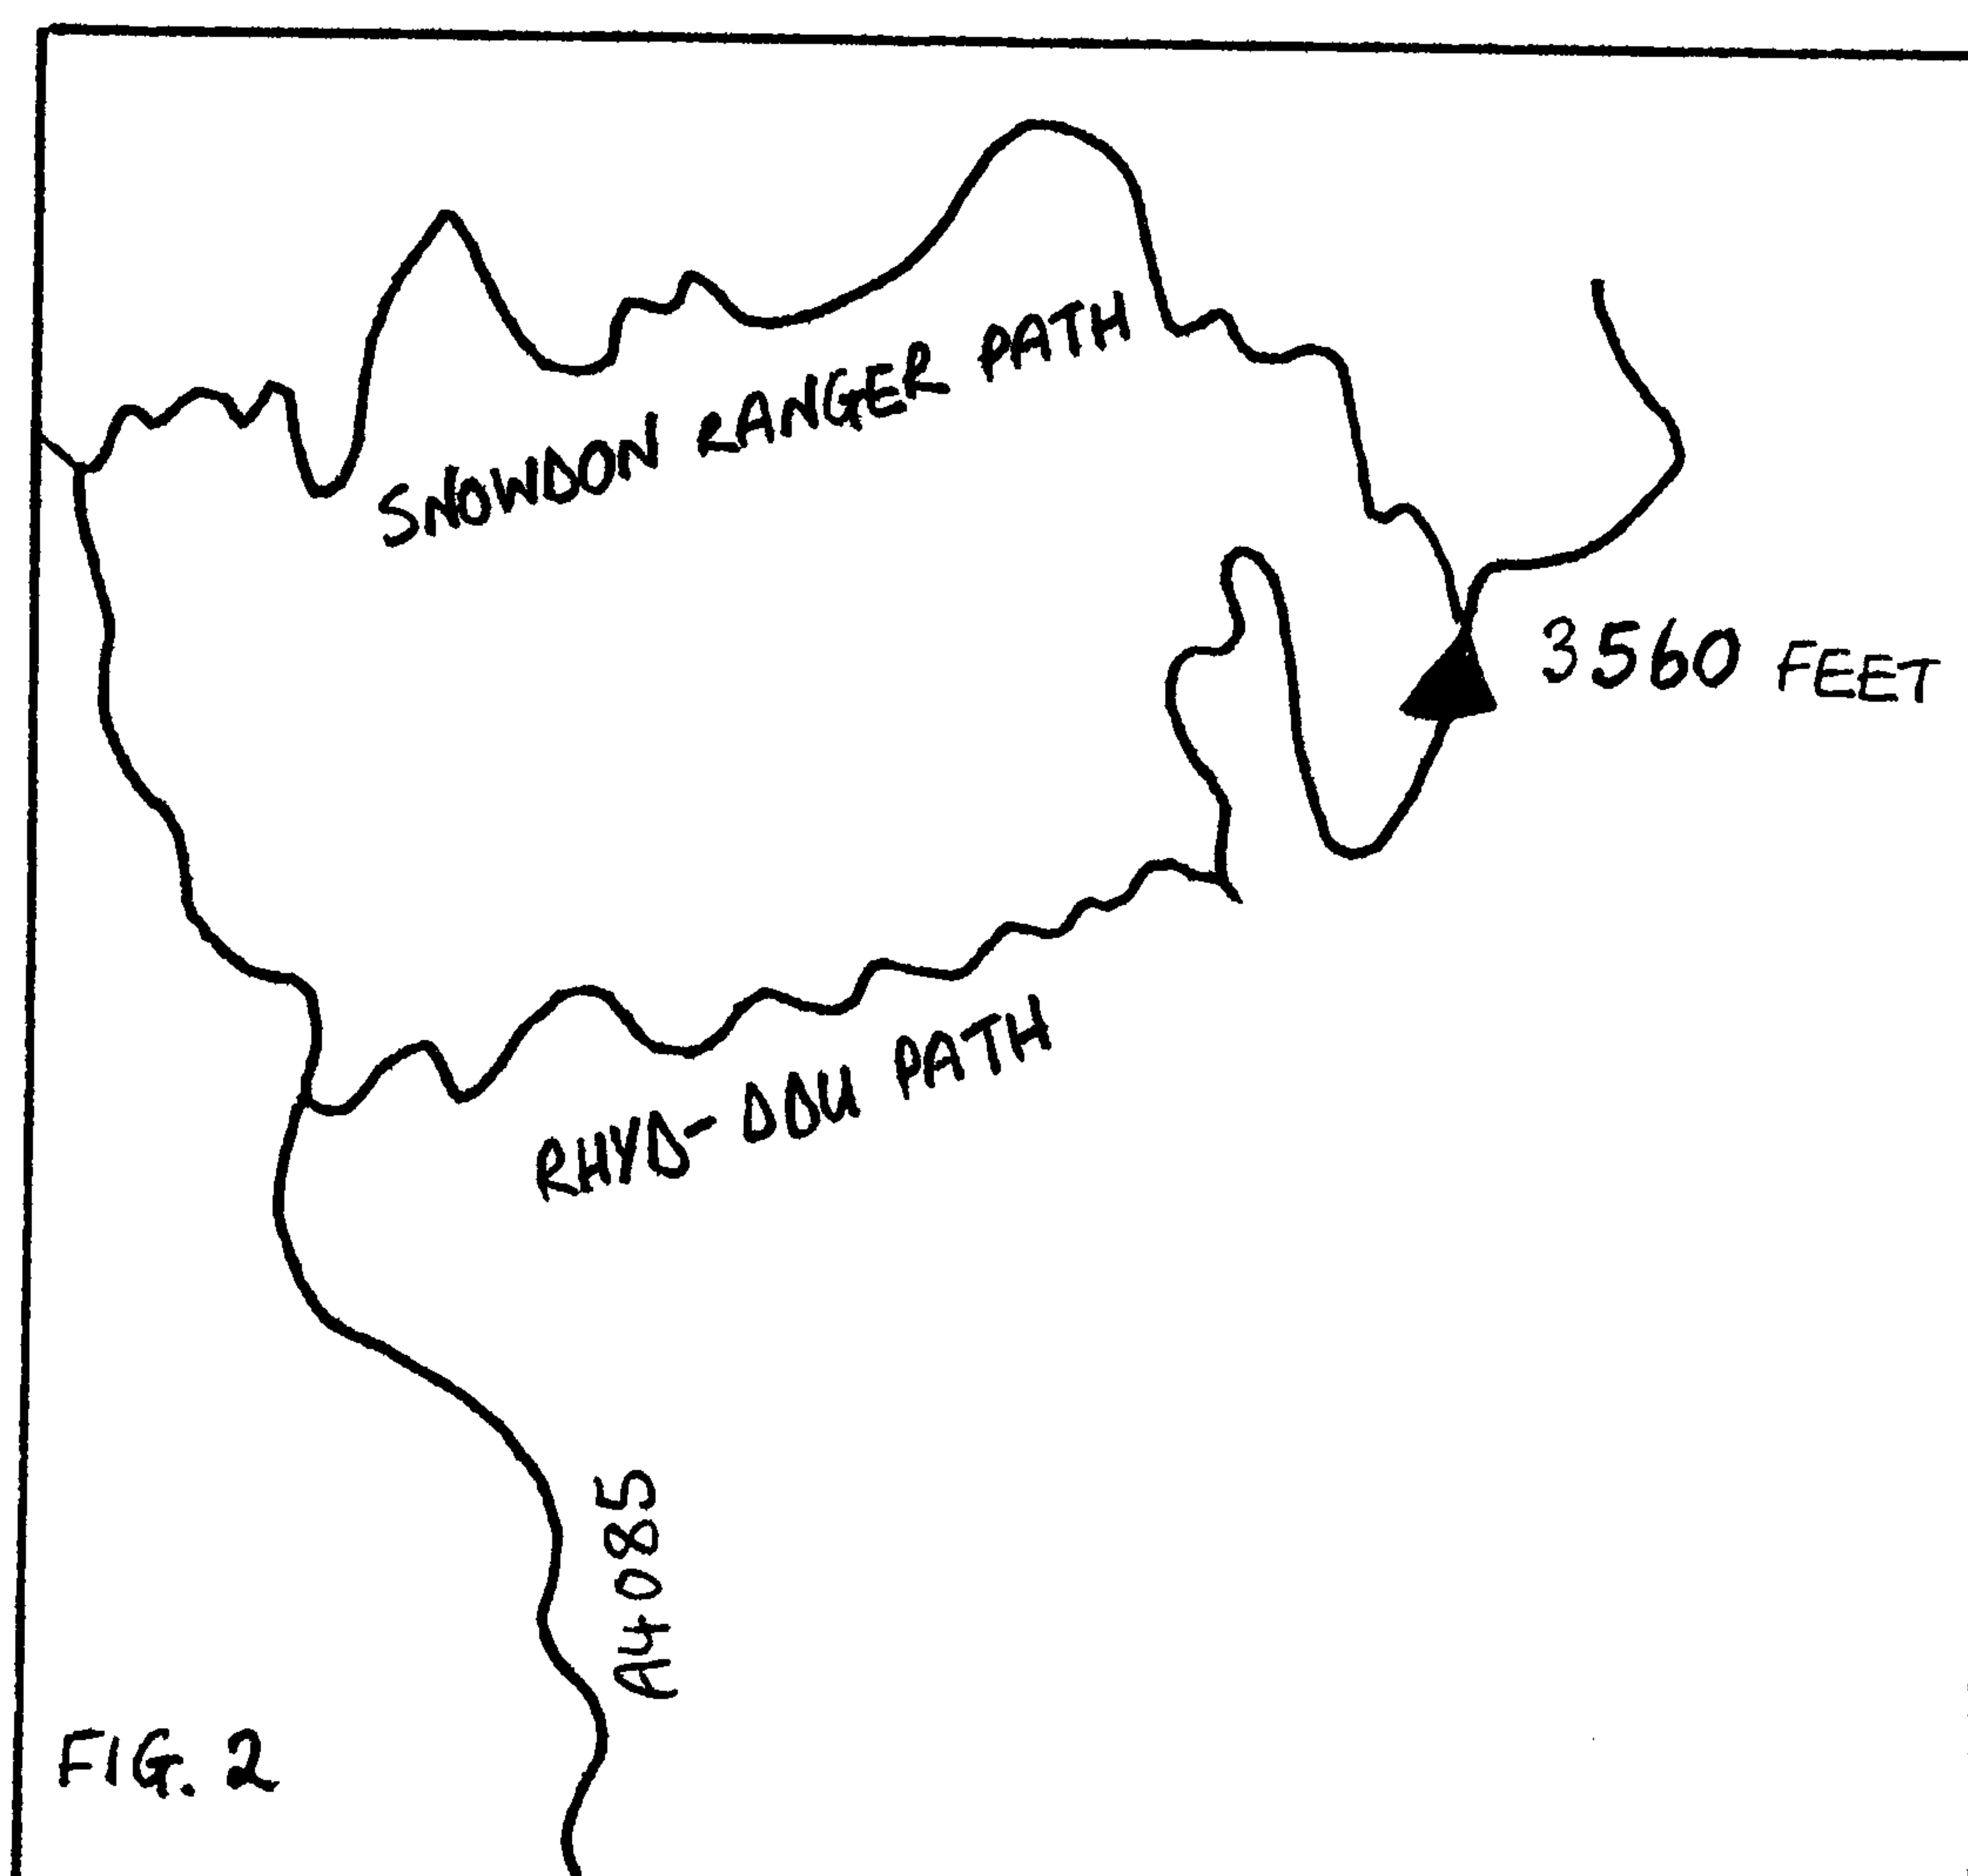 SNOWDON RANGER PATH
3560 FEET
RHYD-DDU PATH
A4085
FIG. 2